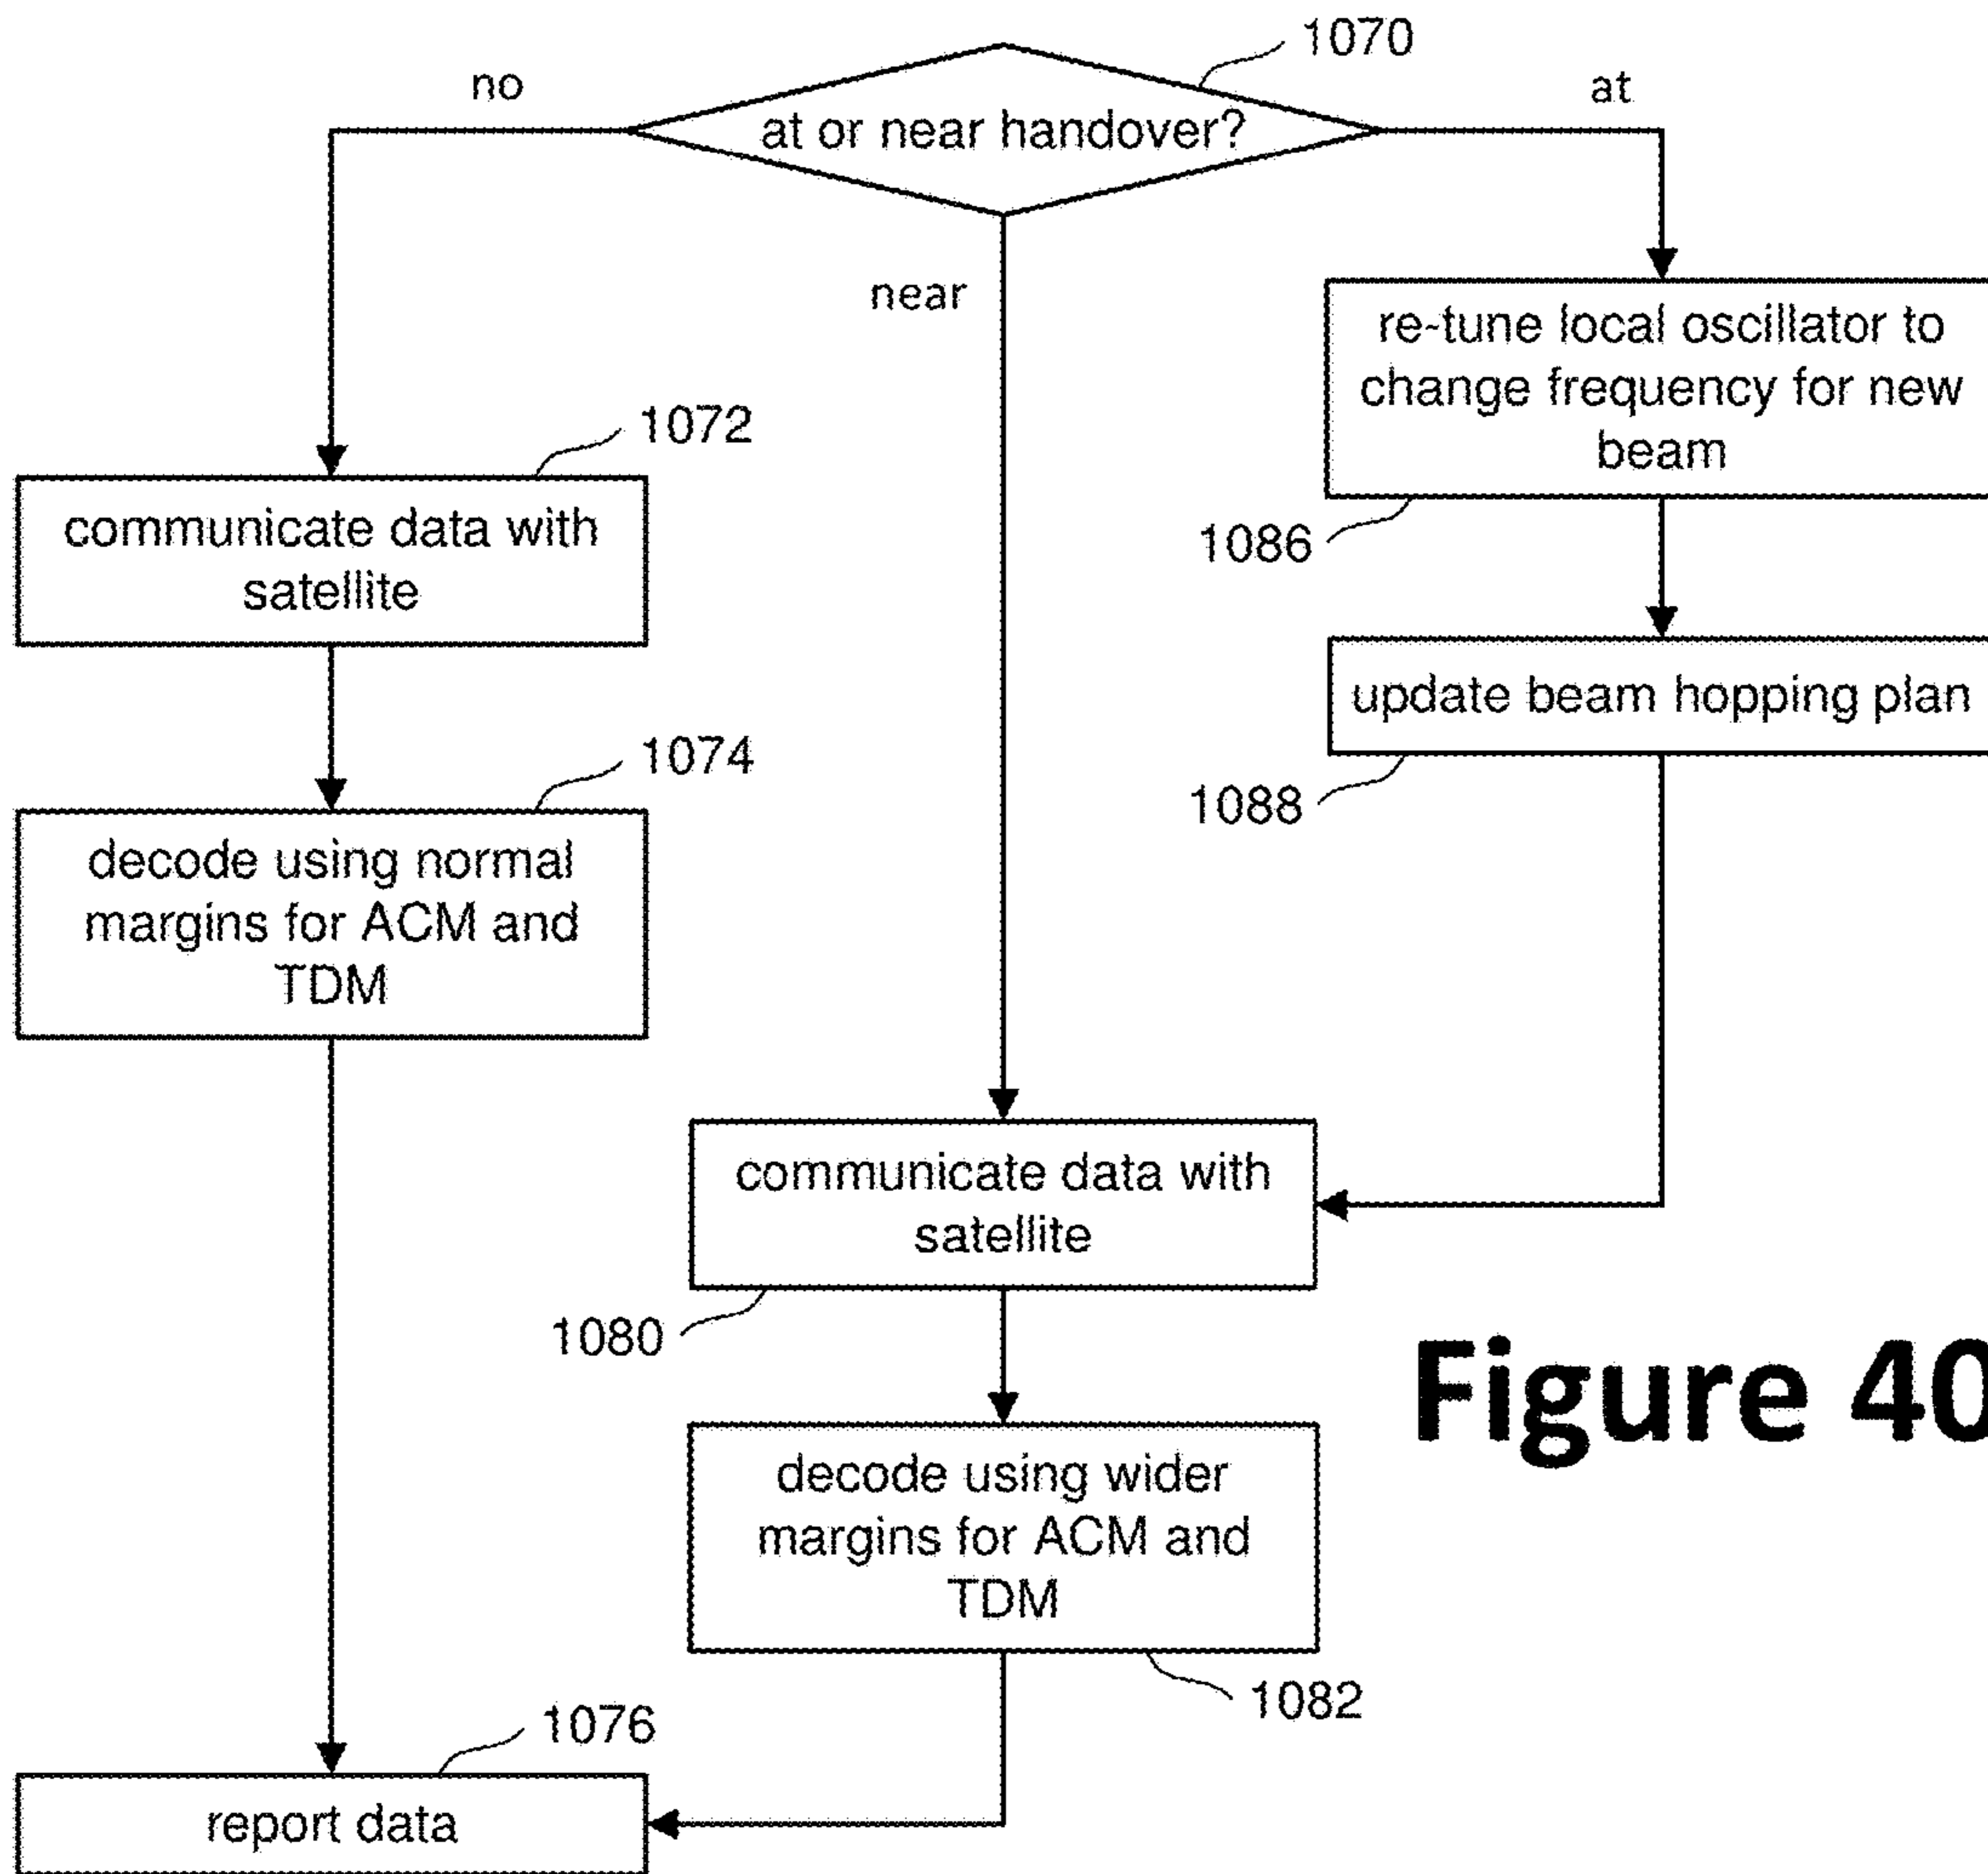 1070
no
at
at or near handover?
near
re-tune local oscillator to
change frequency for new
beam
1086
1072
communicate data with
satellite
update beam hopping plan
1088
1074
decode using normal
margins for ACM and
TDM
communicate data with
satellite
1080
Figure 40
decode using wider
margins for ACM and
TDM
1082
1076
report data